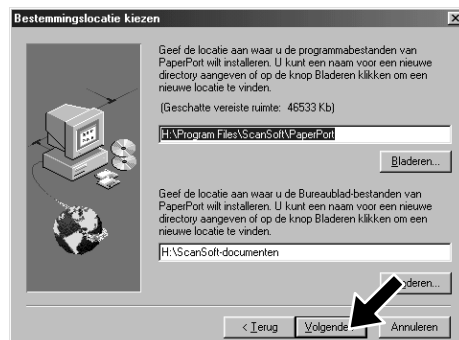 Bestemmingslocatie kiezen
Geef de locatie aan waar u de programmabestanden van
PaperPort wilt installeren. U kunt een naam voor een nieuwe
directory aangeven of op de knop Bladeren klikken om een
nieuwe locatie te vinden.
(Geschatte vereiste ruimte: 46533 Kb)
H:\Program Files\ScanSoft\PaperPort
Bladeren...
Geef de locatie aan waar u de Bureaublad-bestanden van
PaperPort wilt installeren. U kunt een naam voor een nieuwe
directory aangeven of op de knop Bladeren klikken om een
nieuwe locatie te vinden.
H:\ScanSoft-documenten
< Terug Volgende Annuleren